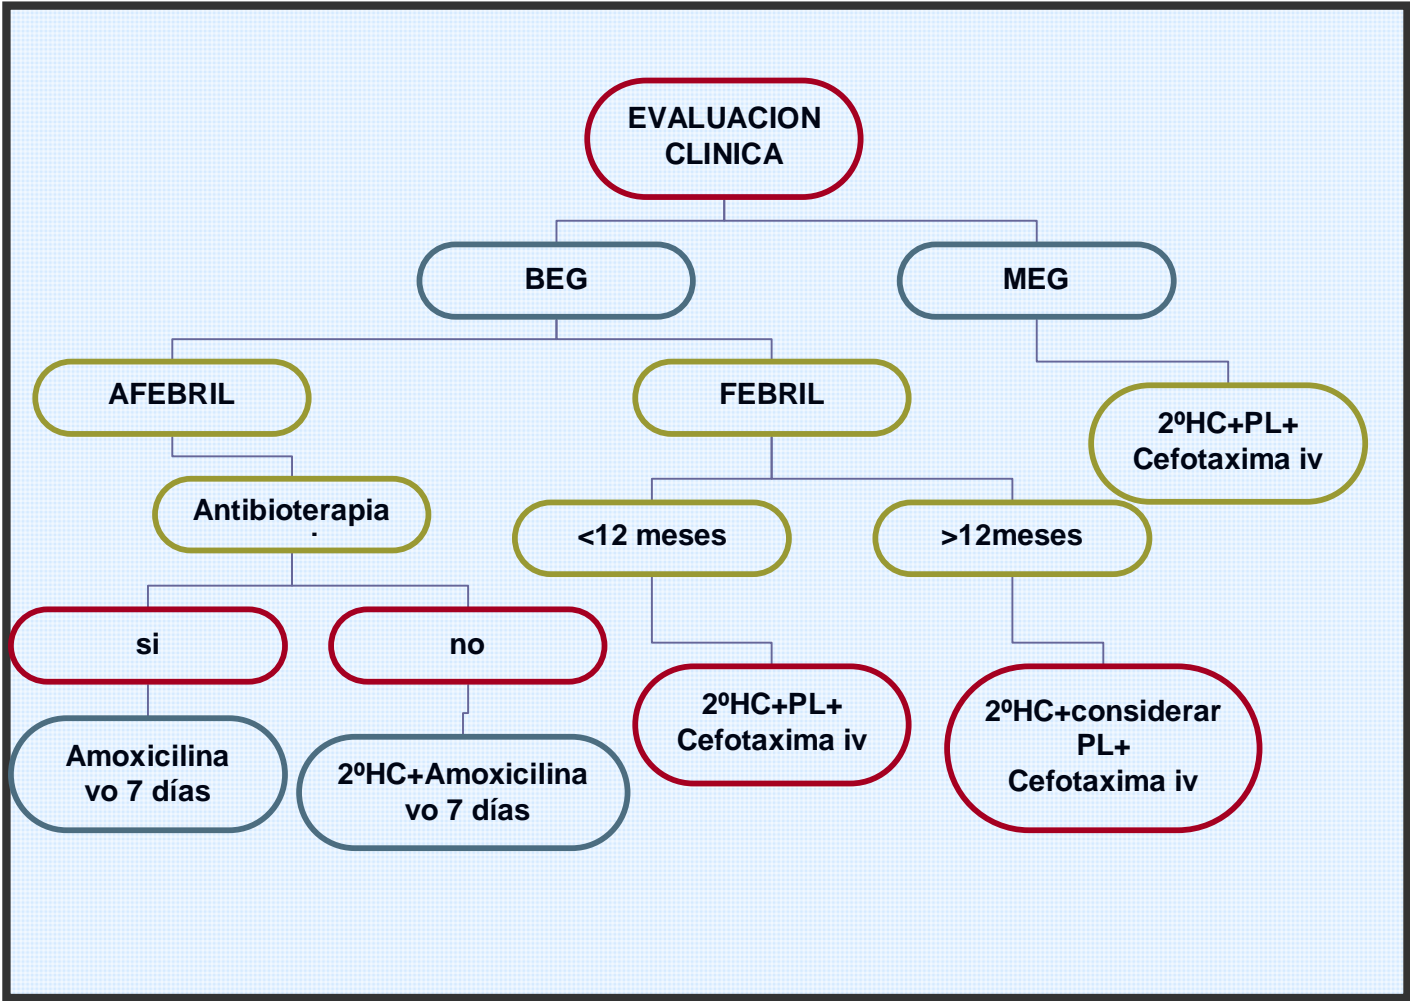 EVALUACION
CLINICA
BEG
MEG
AFEBRIL
FEBRIL
2ºHC+PL+
Cefotaxima iv
Antibioterapia
<12 meses
>12meses
si
no
2ºHC+PL+
Cefotaxima iv
2ºHC+considerar
PL+
Cefotaxima iv
Amoxicilina
vo 7 días
2ºHC+Amoxicilina
vo 7 días